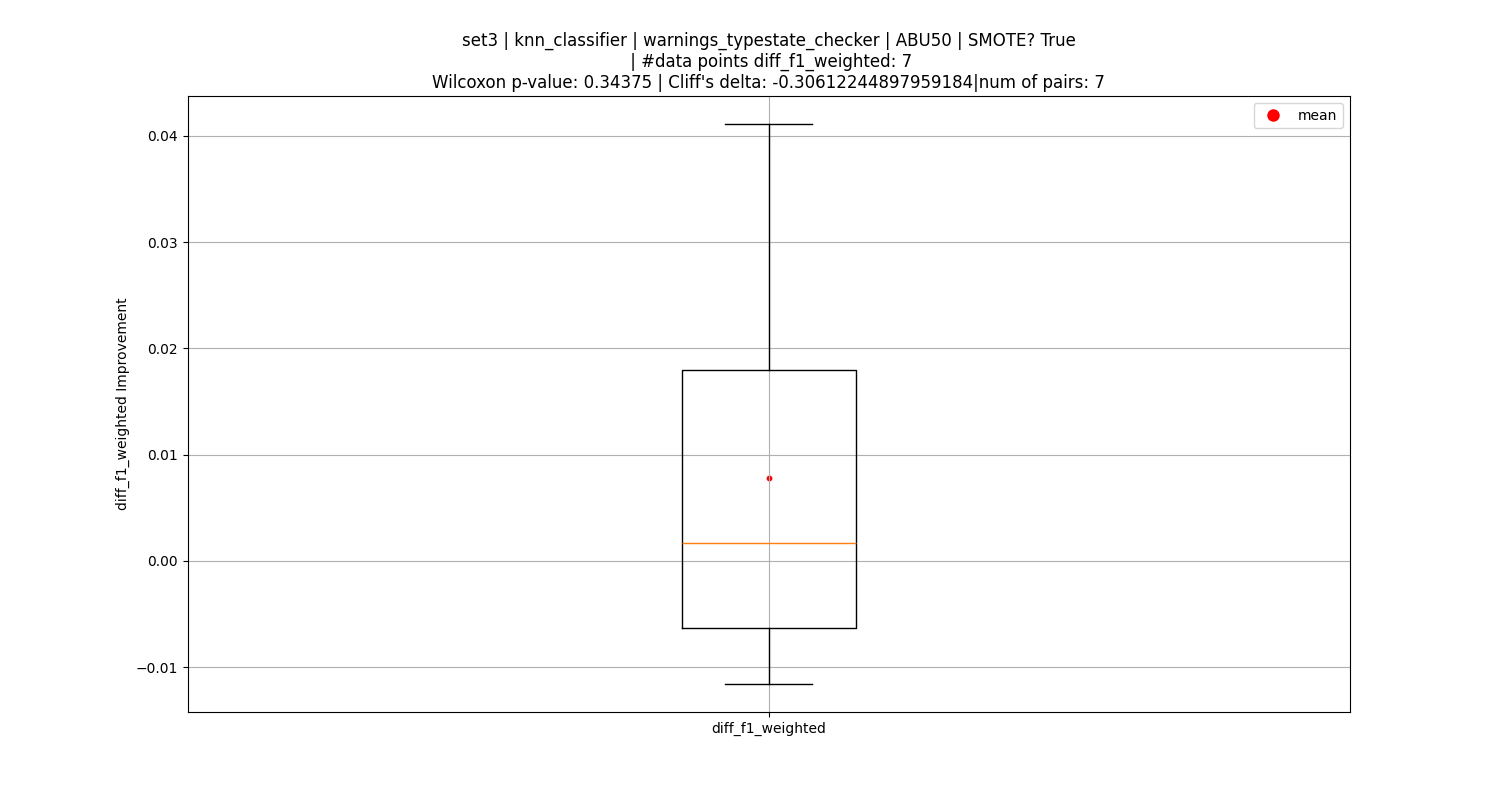 set3 | knn_classifier | warnings_typestate_checker | ABU50 | SMOTE? True
| #data points diff_f1_weighted: 7
Wilcoxon p-value: 0.34375 | Cliff's delta: -0.30612244897959184|num of pairs: 7
mean
0.04
0.03
0.02
0.01
0.00
−0.01
diff_f1_weighted Improvement
diff_f1_weighted